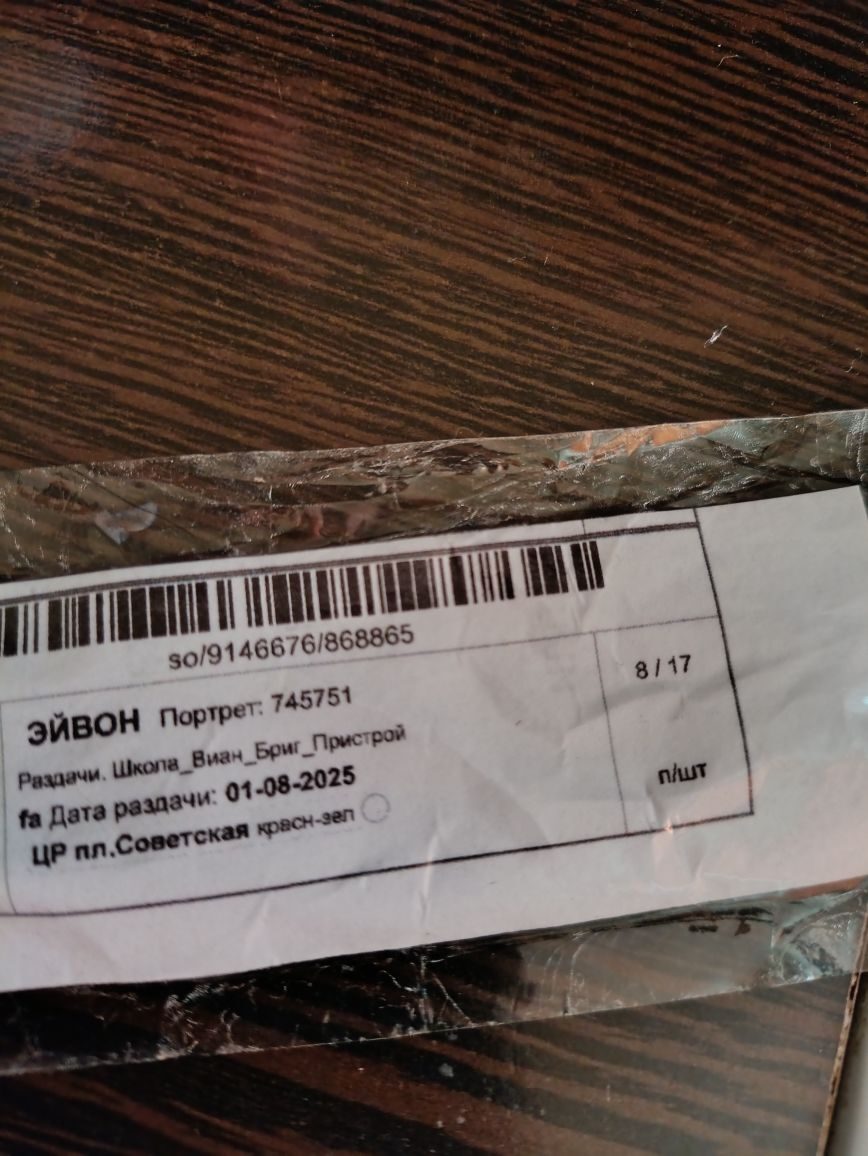 so/9146676/868865
ЭЙВОН Портрет: 745751
8 / 17
Раздачи. Школа_Виан_Бриг_Пристрой
fa Дата раздачи: 01-08-2025
п/шт
ЦР пл.Советская красн-зел